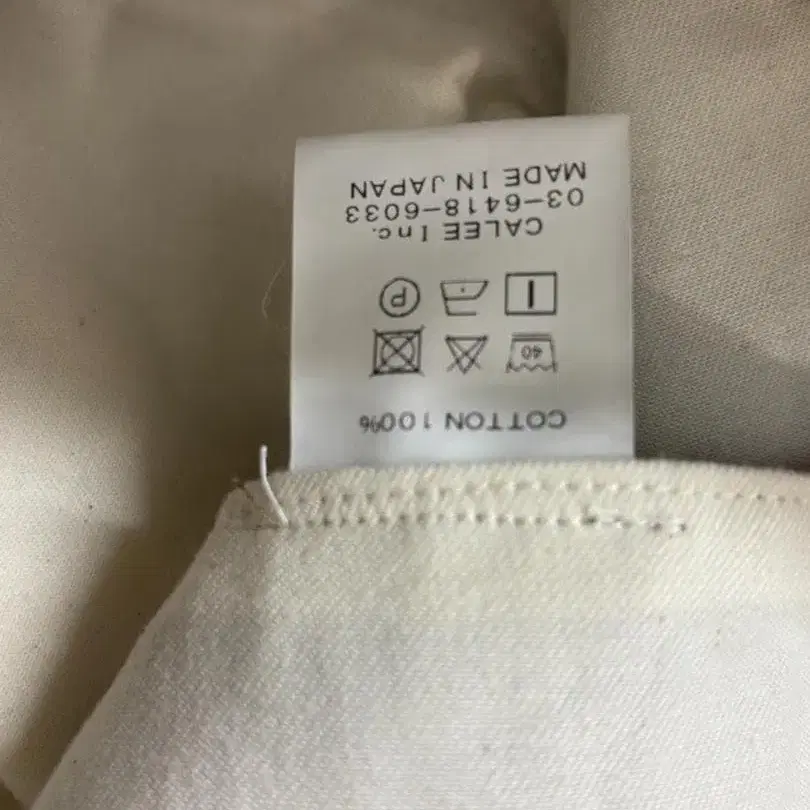 COTTON 100%
40
P
CALEE Inc.
03-6418-6033
MADE IN JAPAN